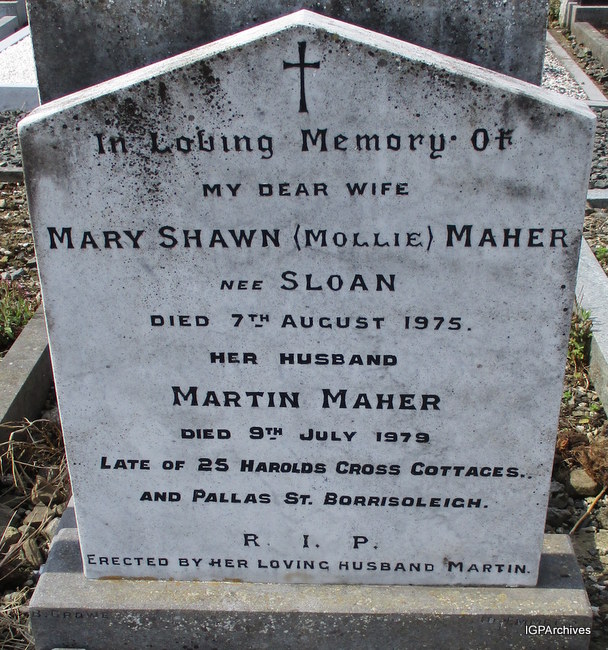 In Loving Memory Of
MY DEAR WIFE
MARY SHAWN (MOLLIE) MAHER
NEE SLOAN
DIED 7TH AUGUST 1975.
HER HUSBAND
MARTIN MAHER
DIED 9TH JULY 1979
LATE OF 25 HAROLDS CROSS COTTAGES.
AND PALLAS ST. BORRISOLEIGH.
R. I. P.
ERECTED BY HER LOVING HUSBAND MARTIN.
IGPArchives